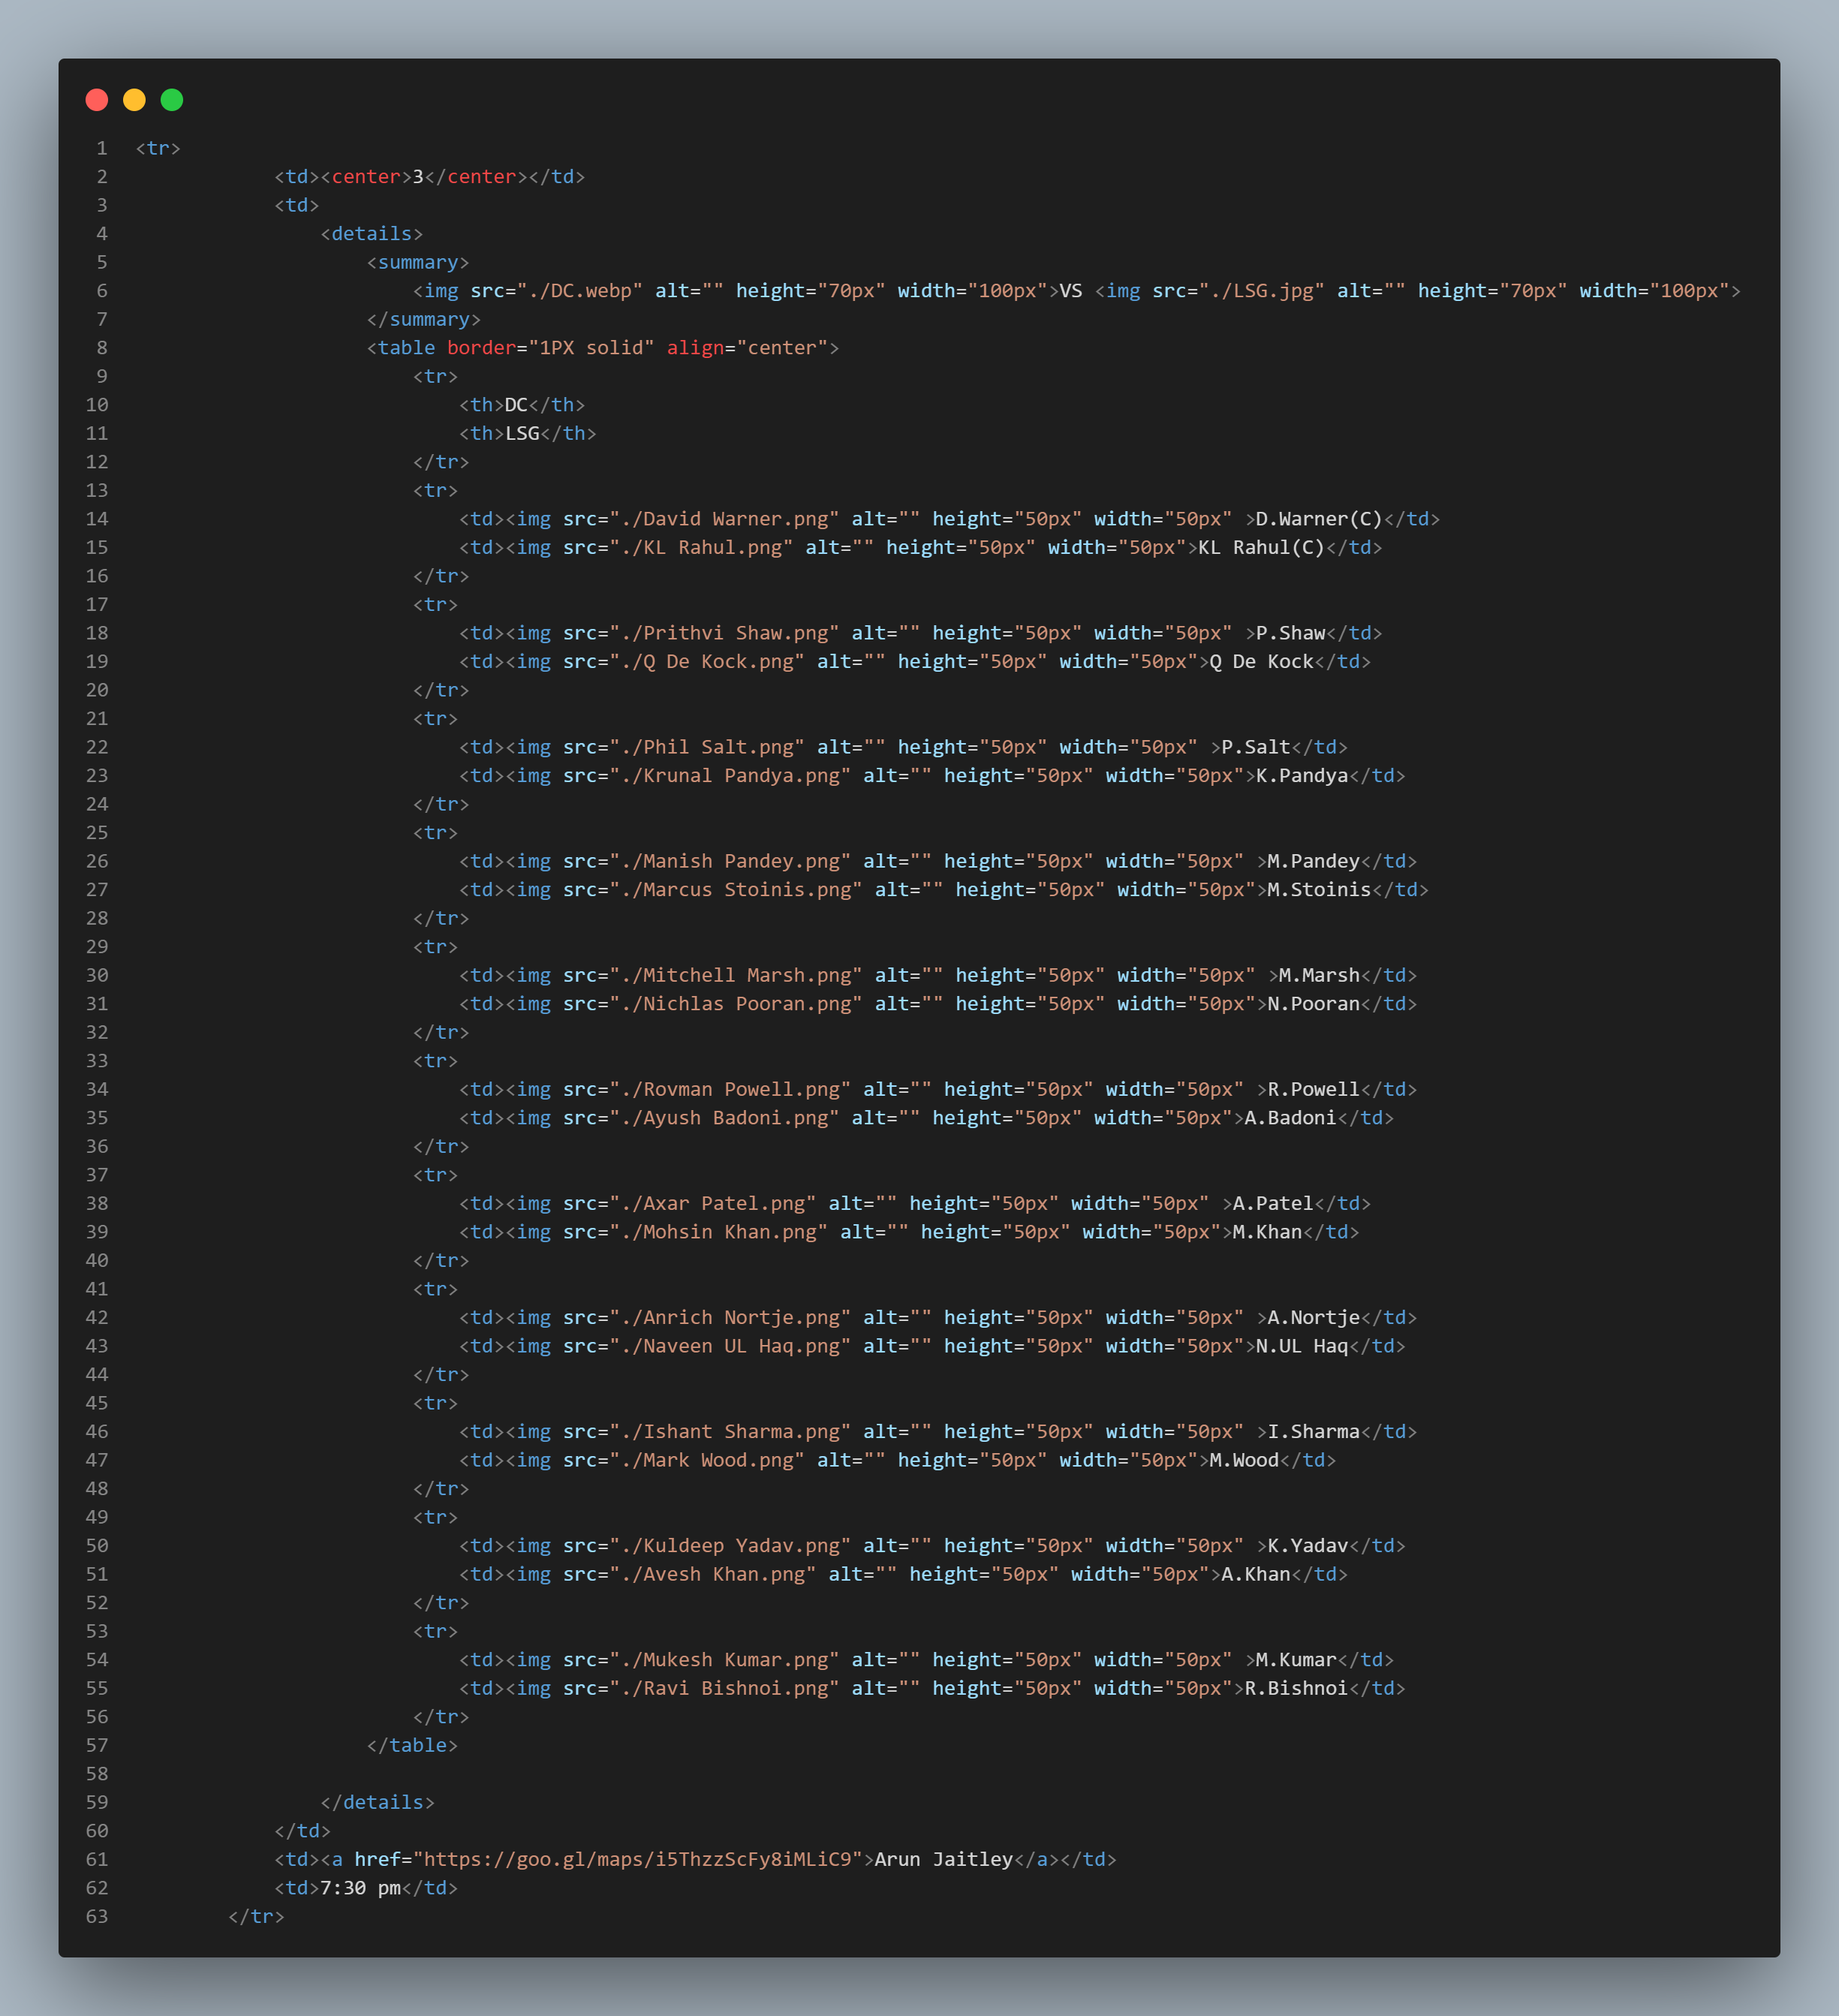 1 <tr>
2             <td><center>3</center></td>
3             <td>
4                 <details>
5                     <summary>
6                         <img src="./DC.webp" alt="" height="70px" width="100px">VS <img src="./LSG.jpg" alt="" height="70px" width="100px">
7                     </summary>
8                     <table border="1PX solid" align="center">
9                         <tr>
10                             <th>DC</th>
11                             <th>LSG</th>
12                         </tr>
13                         <tr>
14                             <td><img src="./David Warner.png" alt="" height="50px" width="50px" >D.Warner(C)</td>
15                             <td><img src="./KL Rahul.png" alt="" height="50px" width="50px">KL Rahul(C)</td>
16                         </tr>
17                         <tr>
18                             <td><img src="./Prithvi Shaw.png" alt="" height="50px" width="50px" >P.Shaw</td>
19                             <td><img src="./Q De Kock.png" alt="" height="50px" width="50px">Q De Kock</td>
20                         </tr>
21                         <tr>
22                             <td><img src="./Phil Salt.png" alt="" height="50px" width="50px" >P.Salt</td>
23                             <td><img src="./Krunal Pandya.png" alt="" height="50px" width="50px">K.Pandya</td>
24                         </tr>
25                         <tr>
26                             <td><img src="./Manish Pandey.png" alt="" height="50px" width="50px" >M.Pandey</td>
27                             <td><img src="./Marcus Stoinis.png" alt="" height="50px" width="50px">M.Stoinis</td>
28                         </tr>
29                         <tr>
30                             <td><img src="./Mitchell Marsh.png" alt="" height="50px" width="50px" >M.Marsh</td>
31                             <td><img src="./Nichlas Pooran.png" alt="" height="50px" width="50px">N.Pooran</td>
32                         </tr>
33                         <tr>
34                             <td><img src="./Rovman Powell.png" alt="" height="50px" width="50px" >R.Powell</td>
35                             <td><img src="./Ayush Badoni.png" alt="" height="50px" width="50px">A.Badoni</td>
36                         </tr>
37                         <tr>
38                             <td><img src="./Axar Patel.png" alt="" height="50px" width="50px" >A.Patel</td>
39                             <td><img src="./Mohsin Khan.png" alt="" height="50px" width="50px">M.Khan</td>
40                         </tr>
41                         <tr>
42                             <td><img src="./Anrich Nortje.png" alt="" height="50px" width="50px" >A.Nortje</td>
43                             <td><img src="./Naveen UL Haq.png" alt="" height="50px" width="50px">N.UL Haq</td>
44                         </tr>
45                         <tr>
46                             <td><img src="./Ishant Sharma.png" alt="" height="50px" width="50px" >I.Sharma</td>
47                             <td><img src="./Mark Wood.png" alt="" height="50px" width="50px">M.Wood</td>
48                         </tr>
49                         <tr>
50                             <td><img src="./Kuldeep Yadav.png" alt="" height="50px" width="50px" >K.Yadav</td>
51                             <td><img src="./Avesh Khan.png" alt="" height="50px" width="50px">A.Khan</td>
52                         </tr>
53                         <tr>
54                             <td><img src="./Mukesh Kumar.png" alt="" height="50px" width="50px" >M.Kumar</td>
55                             <td><img src="./Ravi Bishnoi.png" alt="" height="50px" width="50px">R.Bishnoi</td>
56                         </tr>
57                     </table>
58
59                 </details>
60             </td>
61             <td><a href="https://goo.gl/maps/i5ThzzScFy8iMLiC9">Arun Jaitley</a></td>
62             <td>7:30 pm</td>
63         </tr>